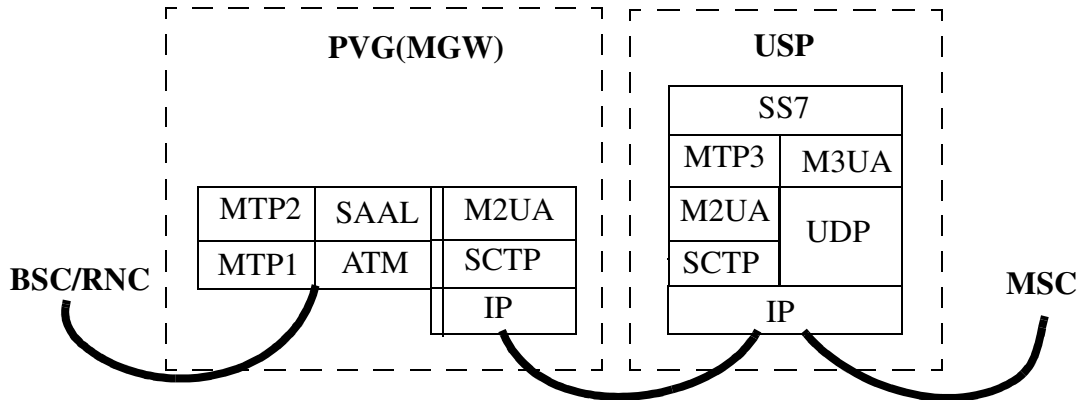 PVG(MGW)
USP
SS7
MTP3 M3UA
MTP2 SAAL M2UA
M2UA UDP
MTP1 ATM SCTP
SCTP
BSC/RNC
MSC
IP
IP